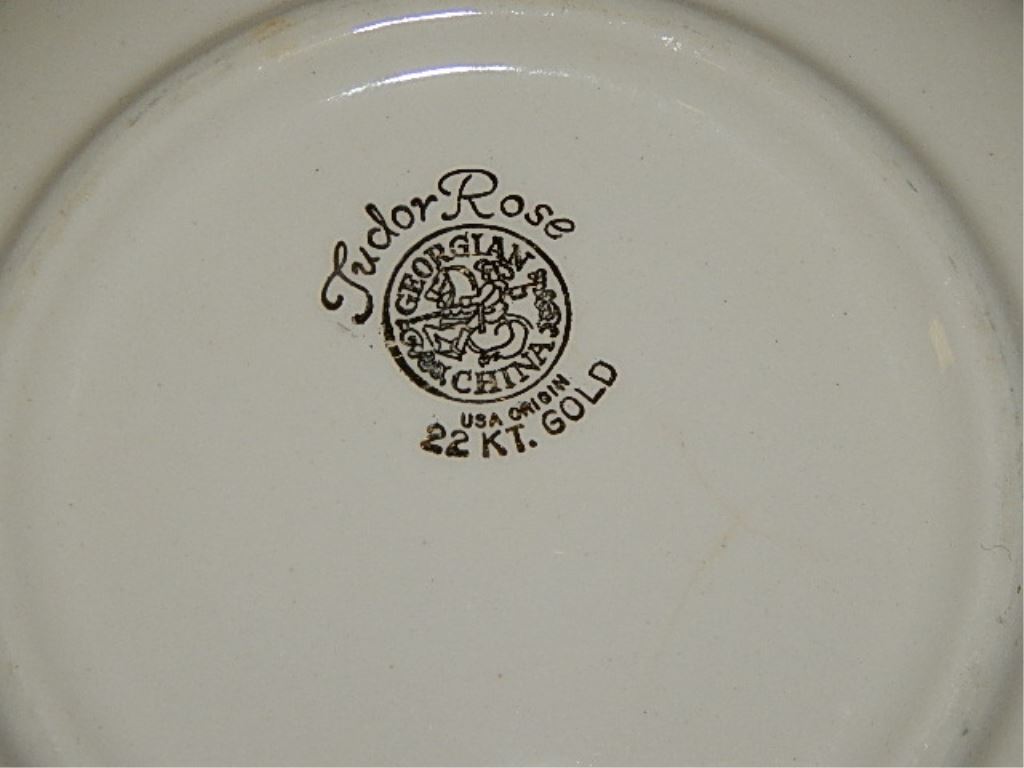 Tudor Rose
GEORGIAN
CHINA
USA ORIGIN
22 KT. GOLD